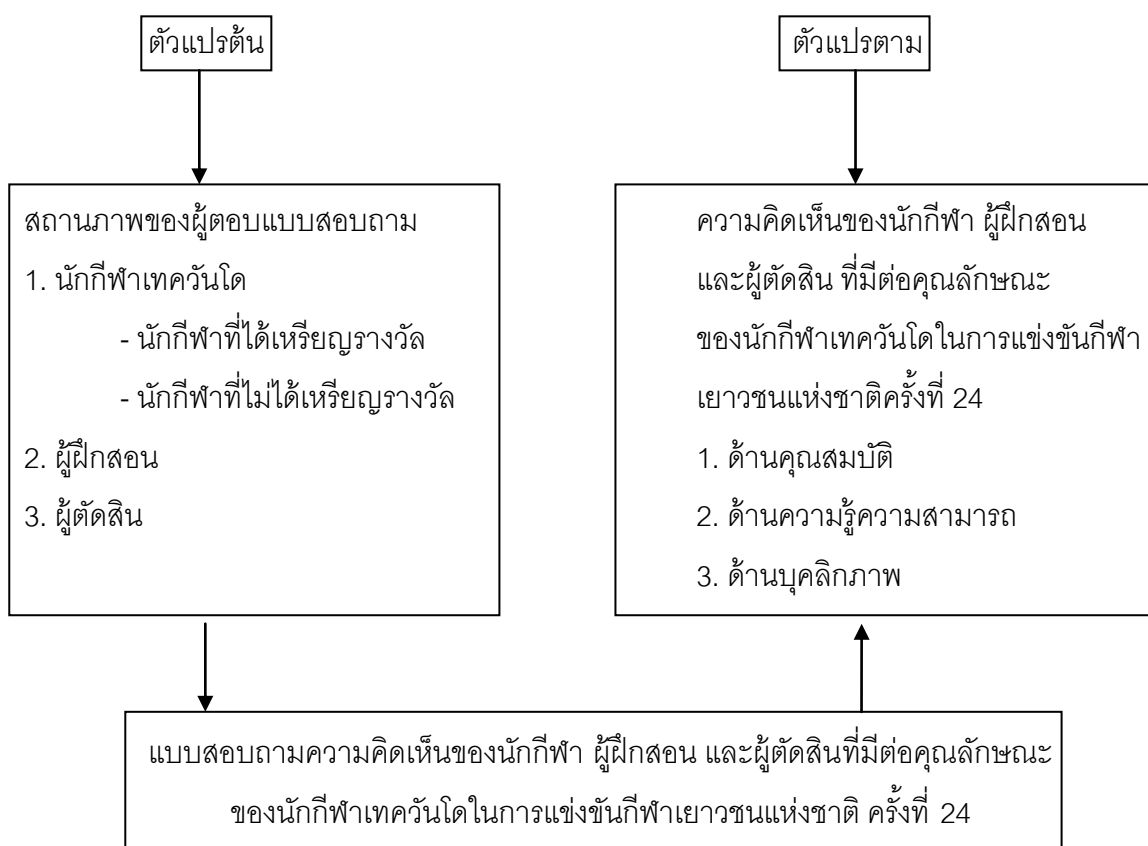 ตัวแปรต้น
ตัวแปรตาม
สถานภาพของผู้ตอบแบบสอบถาม
1. นักกีฬาเทควันโด
- นักกีฬาที่ได้เหรียญรางวัล
- นักกีฬาที่ไม่ได้เหรียญรางวัล
2. ผู้ฝึกสอน
3. ผู้ตัดสิน
ความคิดเห็นของนักกีฬา ผู้ฝึกสอน
และผู้ตัดสิน ที่มีต่อคุณลักษณะ
ของนักกีฬาเทควันโดในการแข่งขันกีฬา
เยาวชนแห่งชาติครั้งที่ 24
1. ด้านคุณสมบัติ
2. ด้านความรู้ความสามารถ
3. ด้านบุคลิกภาพ
แบบสอบถามความคิดเห็นของนักกีฬา ผู้ฝึกสอน และผู้ตัดสินที่มีต่อคุณลักษณะ
ของนักกีฬาเทควันโดในการแข่งขันกีฬาเยาวชนแห่งชาติ ครั้งที่ 24